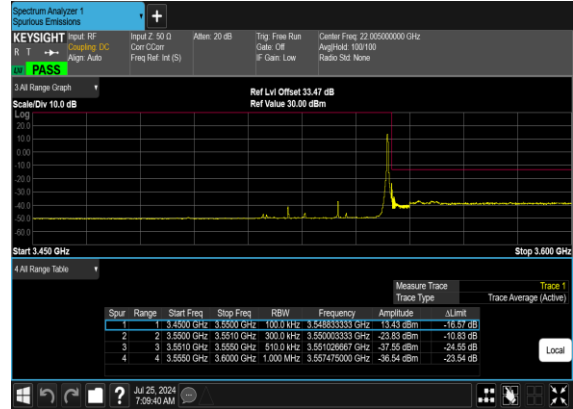 Spectrum Analyzer 1
Spurious Emissions
+
KEYSIGHT Input: RF Input Z: 50 Ω Atten: 20 dB Trig: Free Run Center Freq: 22.005000000 GHz
R T Coupling: DC Corr CCorr Gate: Off Avg|Hold: 100/100
Align: Auto Freq Ref: Int (S) IF Gain: Low Radio Std: None
PASS
3 All Range Graph
Ref Lvl Offset 33.47 dB
Scale/Div 10.0 dB Ref Value 30.00 dBm
Log
20.0
10.0
0.00
-10.0
-20.0
-30.0
-40.0
-50.0
-60.0
Start 3.450 GHz Stop 3.600 GHz
4 All Range Table
Measure Trace Trace 1
Trace Type Trace Average (Active)
Spur Range Start Freq Stop Freq RBW Frequency Amplitude ΔLimit
1 1 3.4500 GHz 3.5500 GHz 100.0 kHz 3.548833333 GHz 13.43 dBm -16.57 dB
2 2 3.5500 GHz 3.5510 GHz 300.0 kHz 3.550003333 GHz -23.83 dBm -10.83 dB
3 3 3.5510 GHz 3.5550 GHz 510.0 kHz 3.551026667 GHz -37.55 dBm -24.55 dB
4 4 3.5550 GHz 3.6000 GHz 1.000 MHz 3.557475000 GHz -36.54 dBm -23.54 dB
Local
? Jul 25, 2024
7:09:40 AM